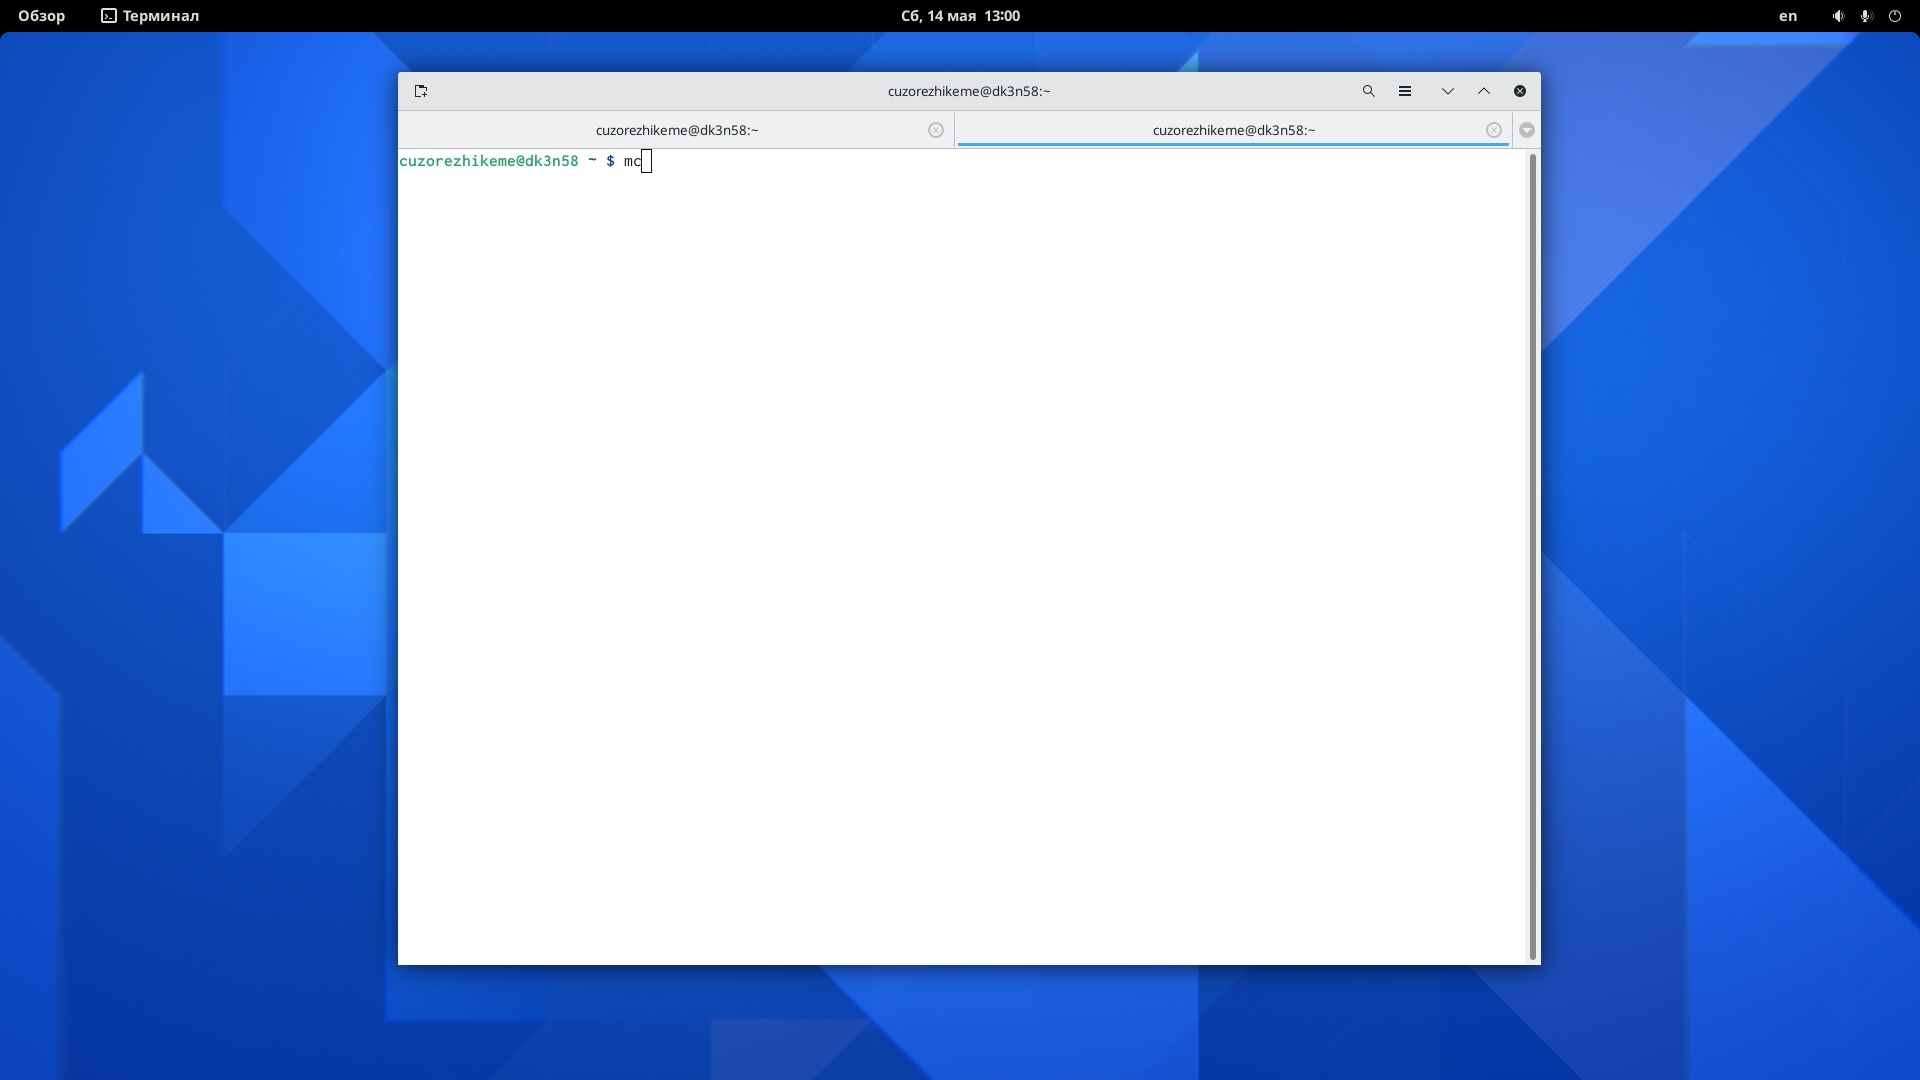 Обзор Терминал Сб, 14 мая 13:00 en
cuzorezhikeme@dk3n58:~
cuzorezhikeme@dk3n58:~ cuzorezhikeme@dk3n58:~
cuzorezhikeme@dk3n58 ~ $ mc